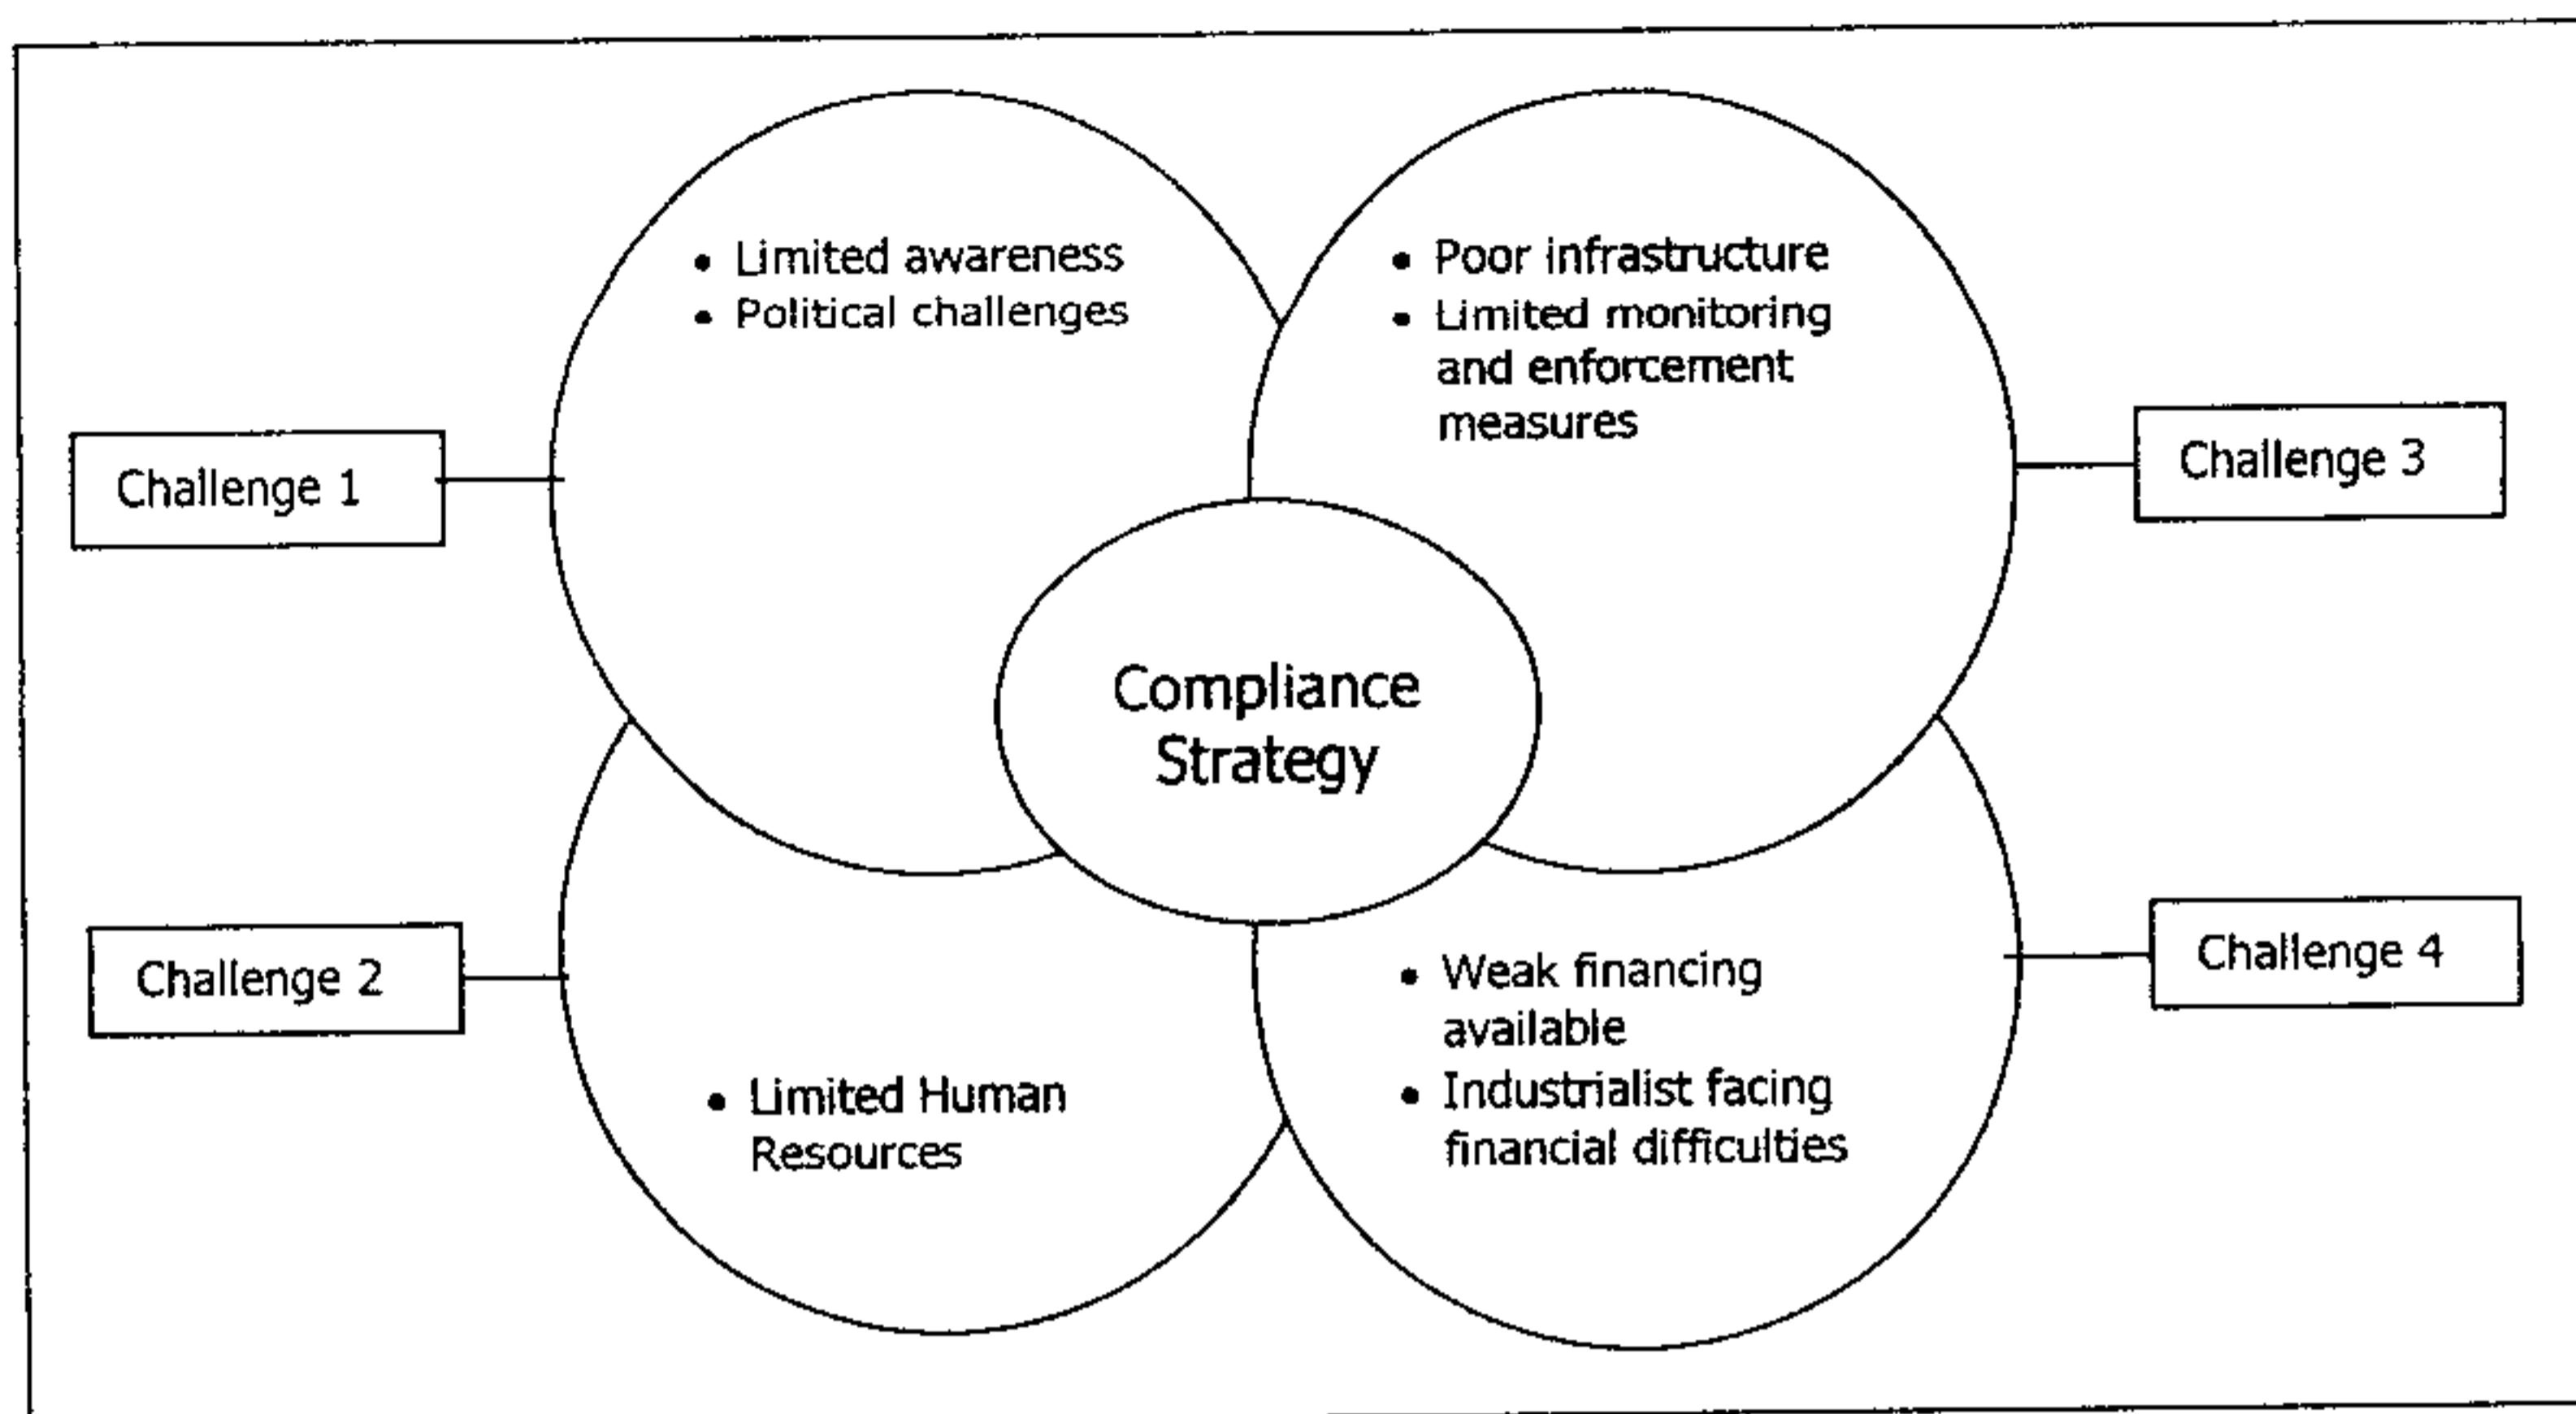 • Limited awareness
• Political challenges
• Poor infrastructure
• Limited monitoring
and enforcement
measures
Challenge 1
Challenge 3
Compliance
Strategy
Challenge 2
• Limited Human
Resources
• Weak financing
available
• Industrialist facing
financial difficulties
Challenge 4